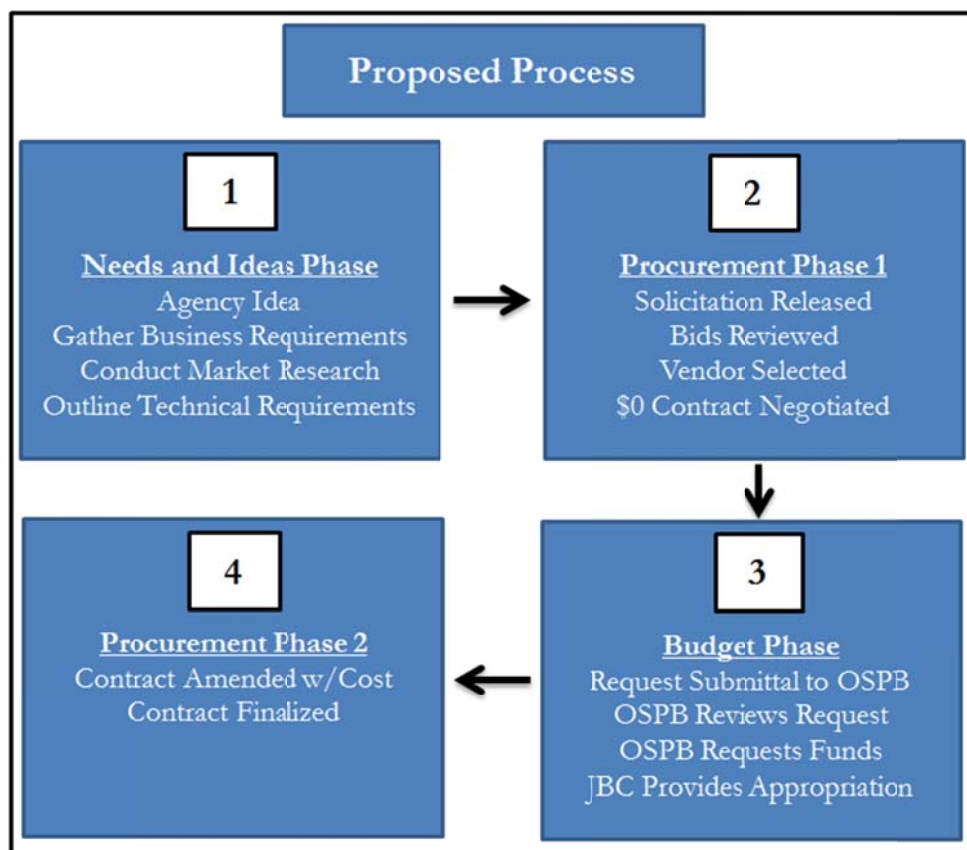 Proposed Process
1
Needs and Ideas Phase
Agency Idea
Gather Business Requirements
Conduct Market Research
Outline Technical Requirements
2
Procurement Phase 1
Solicitation Released
Bids Reviewed
Vendor Selected
$0 Contract Negotiated
3
Budget Phase
Request Submittal to OSPB
OSPB Reviews Request
OSPB Requests Funds
JBC Provides Appropriation
4
Procurement Phase 2
Contract Amended w/Cost
Contract Finalized